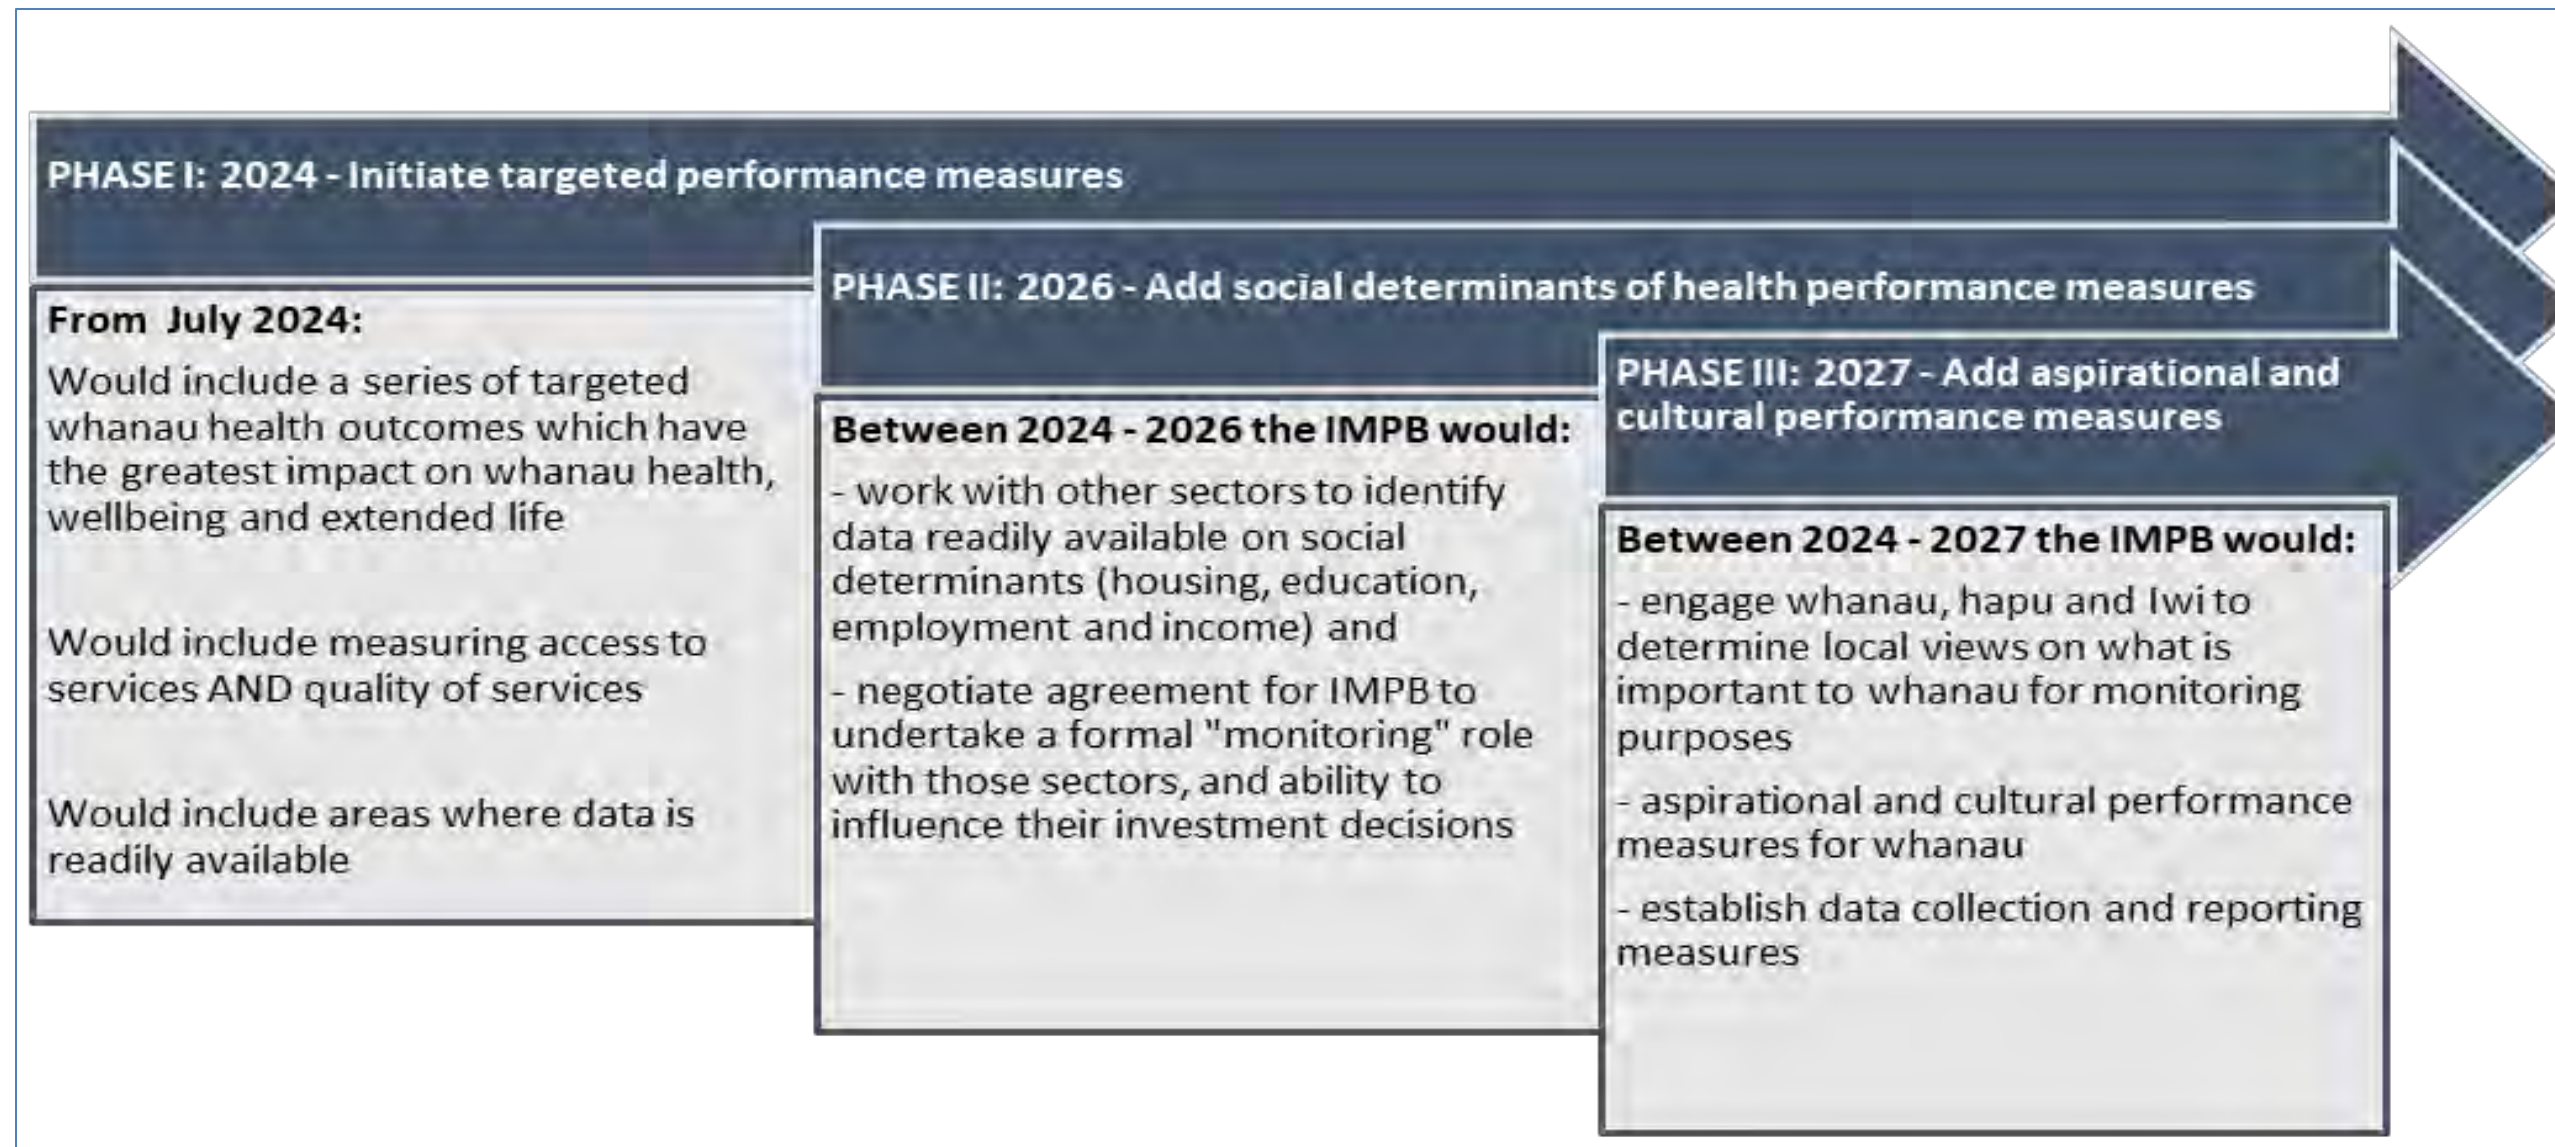 PHASE I: 2024 - Initiate targeted performance measures
From July 2024:
Would include a series of targeted
whanau health outcomes which have
the greatest impact on whanau health,
wellbeing and extended life
Would include measuring access to
services AND quality of services
Would include areas where data is
readily available
PHASE II: 2026 - Add social determinants of health performance measures
Between 2024 - 2026 the IMPB would:
- work with other sectors to identify
data readily available on social
determinants (housing, education,
employment and income) and
- negotiate agreement for IMPB to
undertake a formal "monitoring" role
with those sectors, and ability to
influence their investment decisions
PHASE III: 2027 - Add aspirational and
cultural performance measures
Between 2024 - 2027 the IMPB would:
- engage whanau, hapu and Iwi to
determine local views on what is
important to whanau for monitoring
purposes
- aspirational and cultural performance
measures for whanau
- establish data collection and reporting
measures